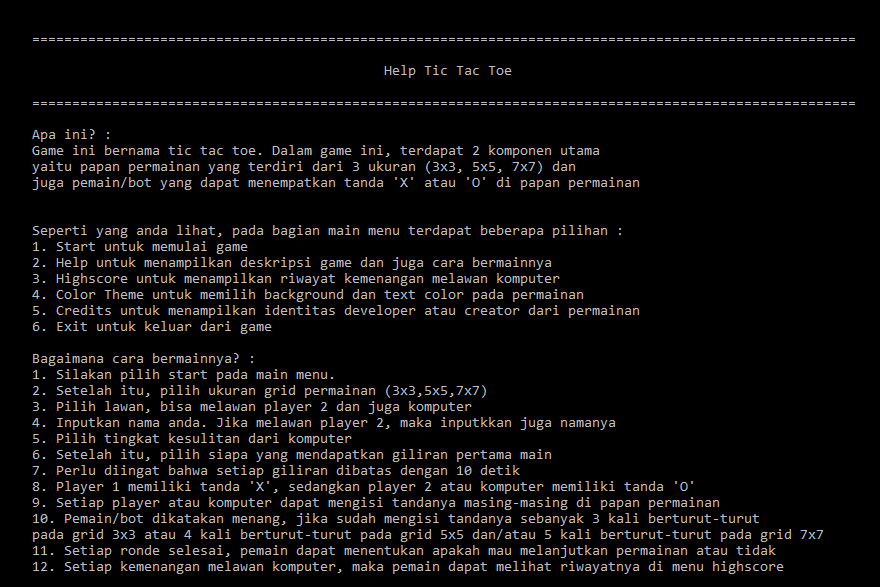 =======================================================================================================
Help Tic Tac Toe
=======================================================================================================
Apa ini? :
Game ini bernama tic tac toe. Dalam game ini, terdapat 2 komponen utama
yaitu papan permainan yang terdiri dari 3 ukuran (3x3, 5x5, 7x7) dan
juga pemain/bot yang dapat menempatkan tanda 'X' atau 'O' di papan permainan
Seperti yang anda lihat, pada bagian main menu terdapat beberapa pilihan :
1. Start untuk memulai game
2. Help untuk menampilkan deskripsi game dan juga cara bermainnya
3. Highscore untuk menampilkan riwayat kemenangan melawan komputer
4. Color Theme untuk memilih background dan text color pada permainan
5. Credits untuk menampilkan identitas developer atau creator dari permainan
6. Exit untuk keluar dari game
Bagaimana cara bermainnya? :
1. Silakan pilih start pada main menu.
2. Setelah itu, pilih ukuran grid permainan (3x3,5x5,7x7)
3. Pilih lawan, bisa melawan player 2 dan juga komputer
4. Inputkan nama anda. Jika melawan player 2, maka inputkkan juga namanya
5. Pilih tingkat kesulitan dari komputer
6. Setelah itu, pilih siapa yang mendapatkan giliran pertama main
7. Perlu diingat bahwa setiap giliran dibatas dengan 10 detik
8. Player 1 memiliki tanda 'X', sedangkan player 2 atau komputer memiliki tanda 'O'
9. Setiap player atau komputer dapat mengisi tandanya masing-masing di papan permainan
10. Pemain/bot dikatakan menang, jika sudah mengisi tandanya sebanyak 3 kali berturut-turut
pada grid 3x3 atau 4 kali berturut-turut pada grid 5x5 dan/atau 5 kali berturut-turut pada grid 7x7
11. Setiap ronde selesai, pemain dapat menentukan apakah mau melanjutkan permainan atau tidak
12. Setiap kemenangan melawan komputer, maka pemain dapat melihat riwayatnya di menu highscore